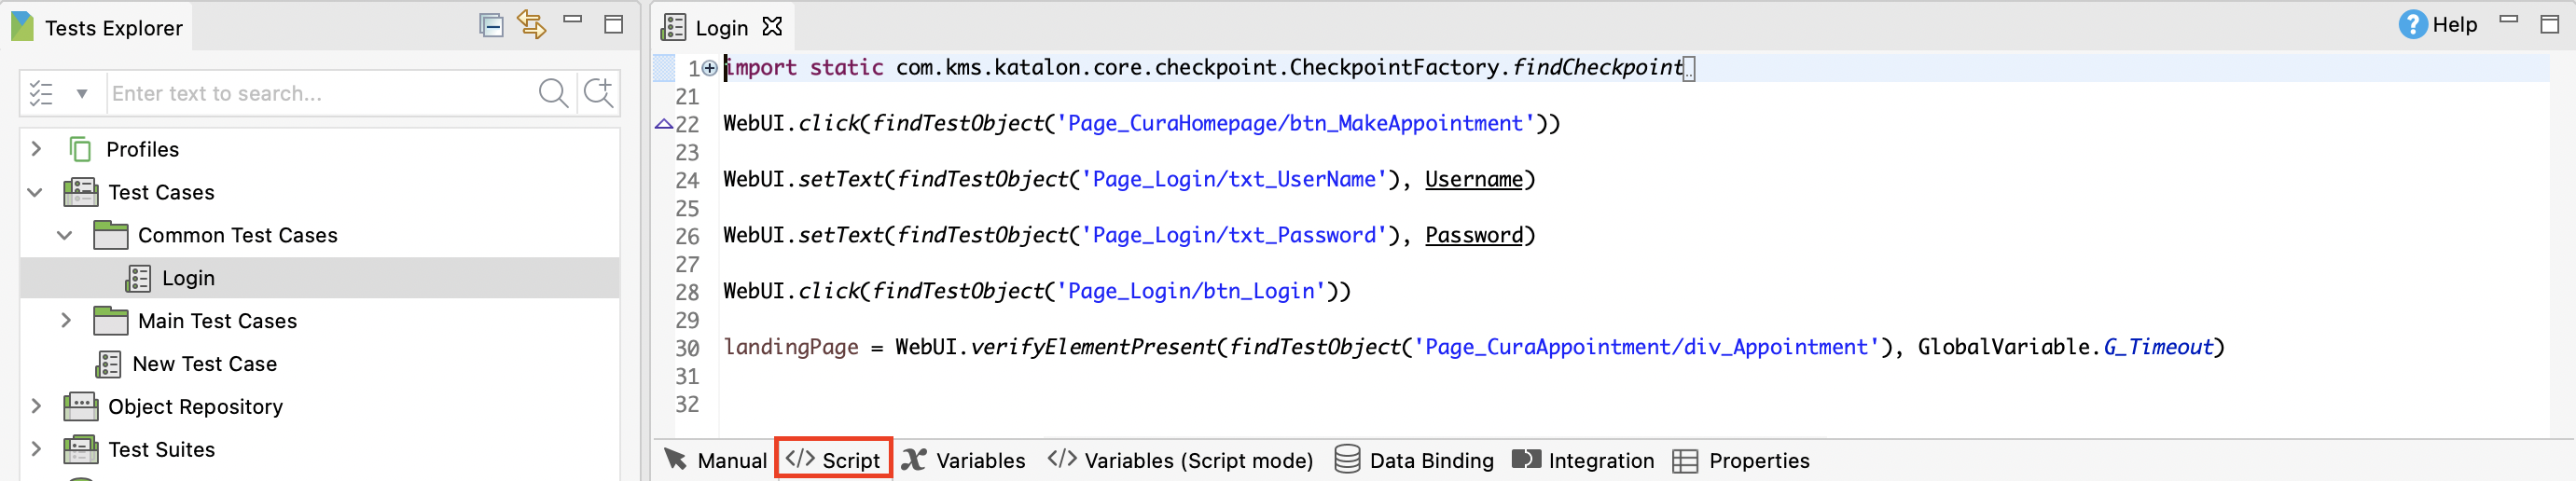 Tests Explorer
Enter text to search...
Profiles
Test Cases
Common Test Cases
Login
Main Test Cases
New Test Case
Object Repository
Test Suites
Login
Help
1 import static com.kms.katalon.core.checkpoint.CheckpointFactory.findCheckpoint..
21
22 WebUI.click(findTestObject('Page_CuraHomepage/btn_MakeAppointment'))
23
24 WebUI.setText(findTestObject('Page_Login/txt_UserName'), Username)
25
26 WebUI.setText(findTestObject('Page_Login/txt_Password'), Password)
27
28 WebUI.click(findTestObject('Page_Login/btn_Login'))
29
30 landingPage = WebUI.verifyElementPresent(findTestObject('Page_CuraAppointment/div_Appointment'), GlobalVariable.G_Timeout)
31
32
Manual </> Script Variables </> Variables (Script mode) Data Binding Integration Properties